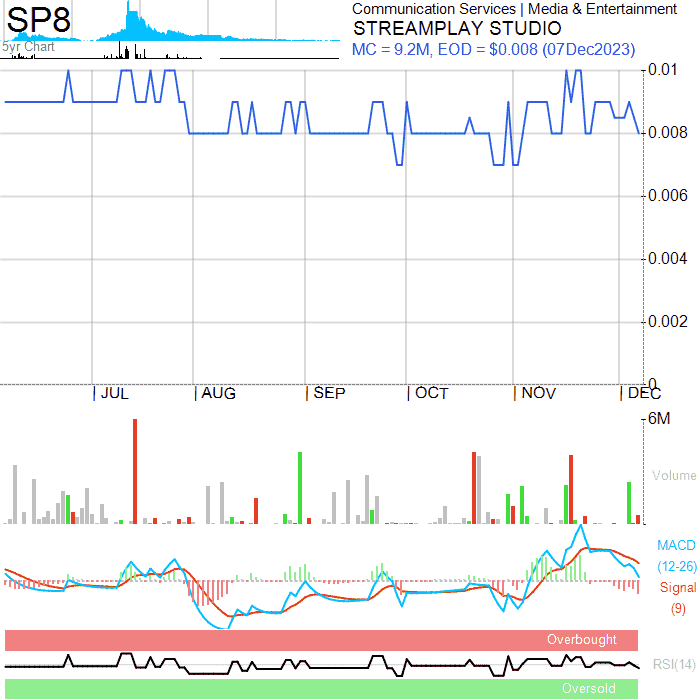 SP8
5yr Chart
Communication Services | Media & Entertainment
STREAMPLAY STUDIO
MC = 9.2M, EOD = $0.008 (07Dec2023)
0.01
0.008
0.006
0.004
0.002
0
| JUL | AUG | SEP | OCT | NOV | DEC
6M
Volume
MACD
(12-26)
Signal
(9)
Overbought
RSI(14)
Oversold